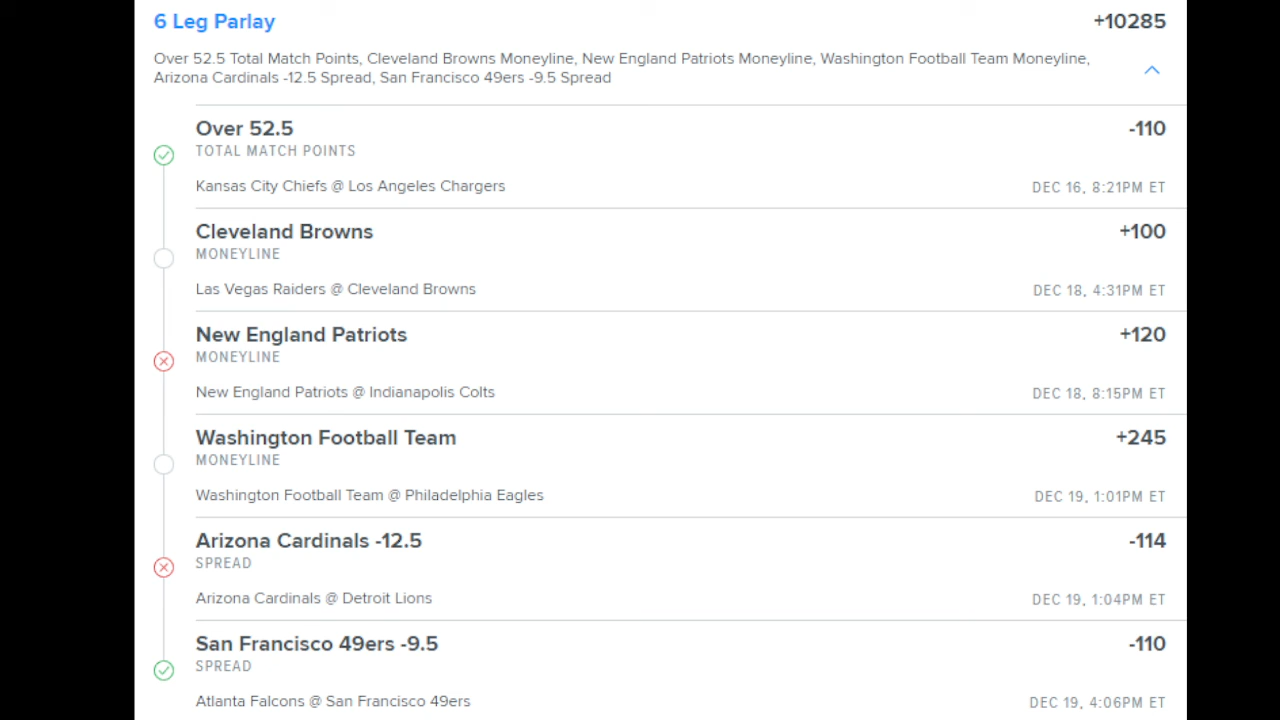 6 Leg Parlay
+10285
Over 52.5 Total Match Points, Cleveland Browns Moneyline, New England Patriots Moneyline, Washington Football Team Moneyline,
Arizona Cardinals -12.5 Spread, San Francisco 49ers -9.5 Spread
Over 52.5
-110
TOTAL MATCH POINTS
Kansas City Chiefs @ Los Angeles Chargers
DEC 16, 8:21PM ET
Cleveland Browns
+100
MONEYLINE
Las Vegas Raiders @ Cleveland Browns
DEC 18, 4:31PM ET
New England Patriots
+120
MONEYLINE
New England Patriots @ Indianapolis Colts
DEC 18, 8:15PM ET
Washington Football Team
+245
MONEYLINE
Washington Football Team @ Philadelphia Eagles
DEC 19, 1:01PM ET
Arizona Cardinals -12.5
-114
SPREAD
Arizona Cardinals @ Detroit Lions
DEC 19, 1:04PM ET
San Francisco 49ers -9.5
-110
SPREAD
Atlanta Falcons @ San Francisco 49ers
DEC 19, 4:06PM ET